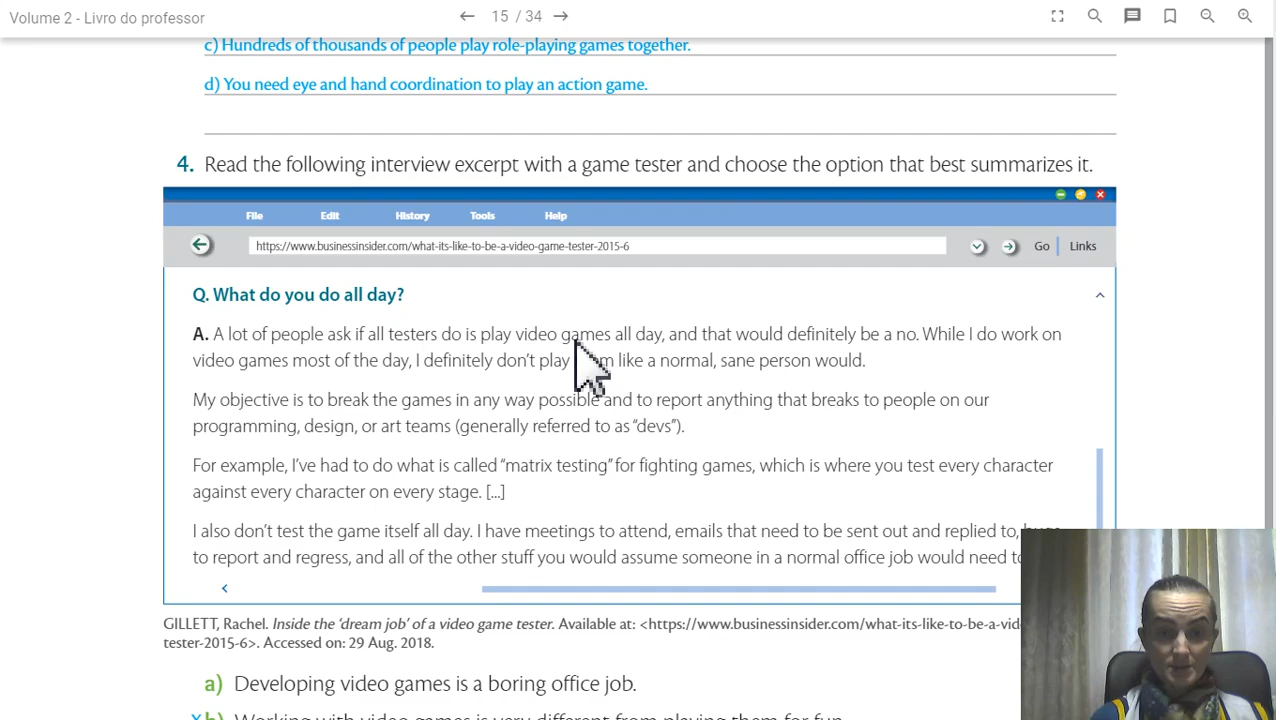 Volume 2 - Livro do professor
15 / 34
c) Hundreds of thousands of people play role-playing games together.
d) You need eye and hand coordination to play an action game.
4. Read the following interview excerpt with a game tester and choose the option that best summarizes it.
File Edit History Tools Help
https://www.businessinsider.com/what-its-like-to-be-a-video-game-tester-2015-6
Go Links
Q. What do you do all day?
A. A lot of people ask if all testers do is play video games all day, and that would definitely be a no. While I do work on
video games most of the day, I definitely don't play like a normal, sane person would.
My objective is to break the games in any way possible and to report anything that breaks to people on our
programming, design, or art teams (generally referred to as “devs”).
For example, I've had to do what is called “matrix testing” for fighting games, which is where you test every character
against every character on every stage. [...]
I also don't test the game itself all day. I have meetings to attend, emails that need to be sent out and replied to,
to report and regress, and all of the other stuff you would assume someone in a normal office job would need to
GILLETT, Rachel. Inside the ‘dream job’ of a video game tester. Available at: <https://www.businessinsider.com/what-its-like-to-be-a-vid
tester-2015-6>. Accessed on: 29 Aug. 2018.
a) Developing video games is a boring office job.
x b) Working with video games is very different from playing them for fun.